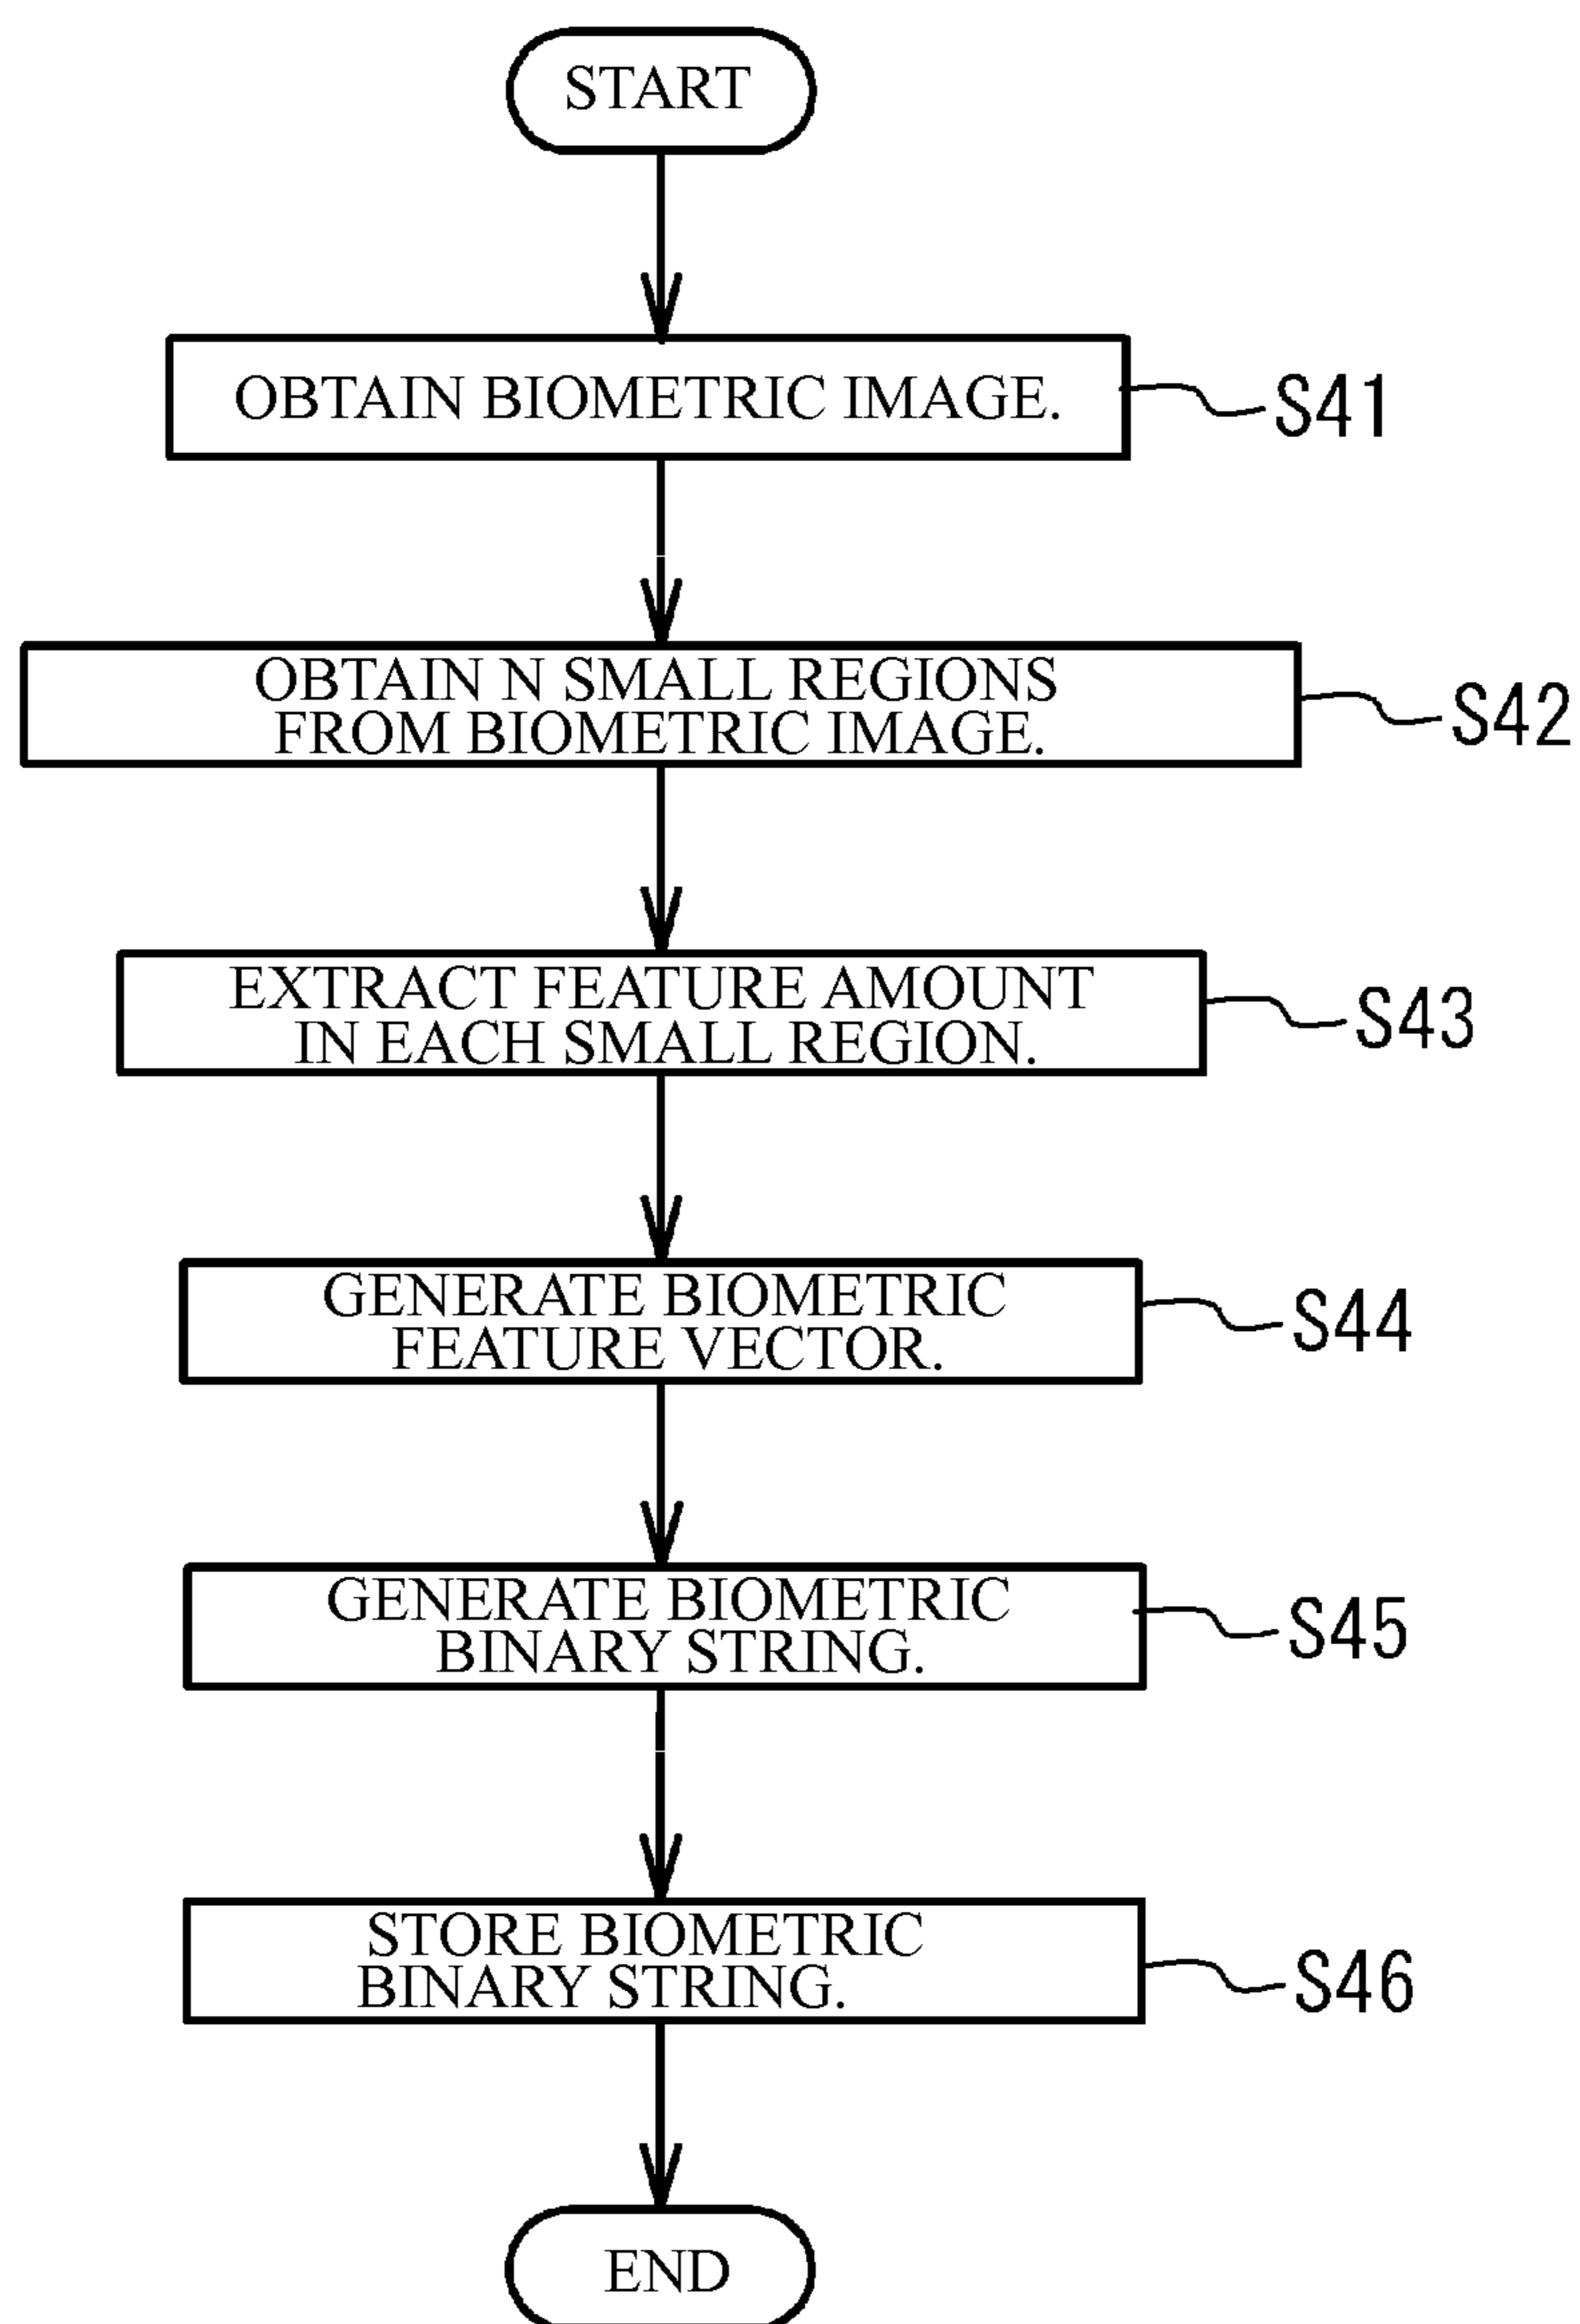 START
OBTAIN BIOMETRIC IMAGE.
S41
OBTAIN N SMALL REGIONS
FROM BIOMETRIC IMAGE.
S42
EXTRACT FEATURE AMOUNT
IN EACH SMALL REGION.
S43
GENERATE BIOMETRIC
FEATURE VECTOR.
S44
GENERATE BIOMETRIC
BINARY STRING.
S45
STORE BIOMETRIC
BINARY STRING.
S46
END